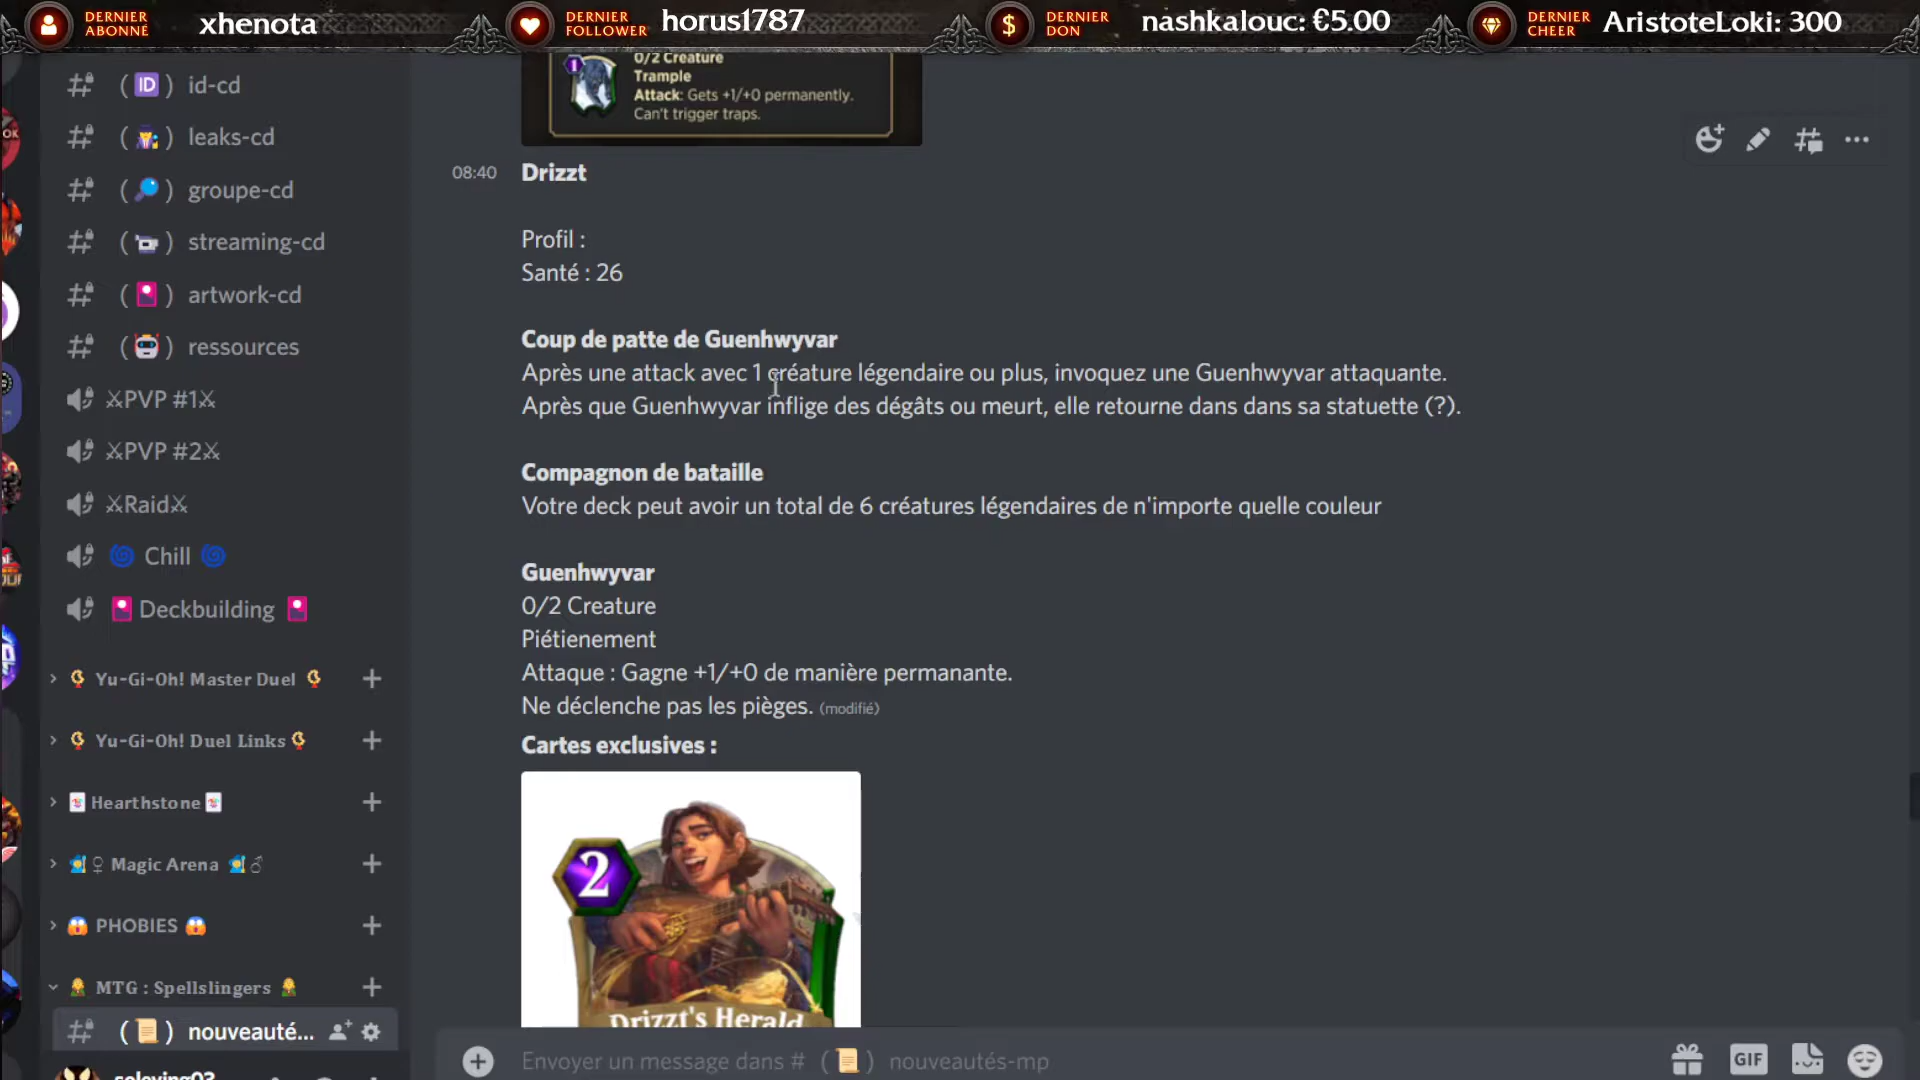 DERNIER
ABONNÉ
xhenota
DERNIER
FOLLOWER
horus1787
DERNIER
DON
nashkalouc: €5.00
DERNIER
CHEER
AristoteLoki: 300
( ID ) id-cd
leaks-cd
groupe-cd
streaming-cd
artwork-cd
ressources
⚔PVP #1⚔
⚔PVP #2⚔
⚔Raid⚔
Chill
Deckbuilding
Yu-Gi-Oh! Master Duel
Yu-Gi-Oh! Duel Links
Hearthstone
Magic Arena
PHOBIES
MTG : Spellslingers
nouveauté...
1
0/2 Creature
Trample
Attack: Gets +1/+0 permanently.
Can't trigger traps.
08:40 Drizzt
Profil :
Santé : 26
Coup de patte de Guenhwyvar
Après une attack avec 1 créature légendaire ou plus, invoquez une Guenhwyvar attaquante.
Après que Guenhwyvar inflige des dégâts ou meurt, elle retourne dans dans sa statuette (?).
Compagnon de bataille
Votre deck peut avoir un total de 6 créatures légendaires de n'importe quelle couleur
Guenhwyvar
0/2 Creature
Piétienement
Attaque : Gagne +1/+0 de manière permanante.
Ne déclenche pas les pièges. (modifié)
Cartes exclusives :
2
Drizzt's Herald
Envoyer un message dans # ( ) nouveautés-mp
GIF